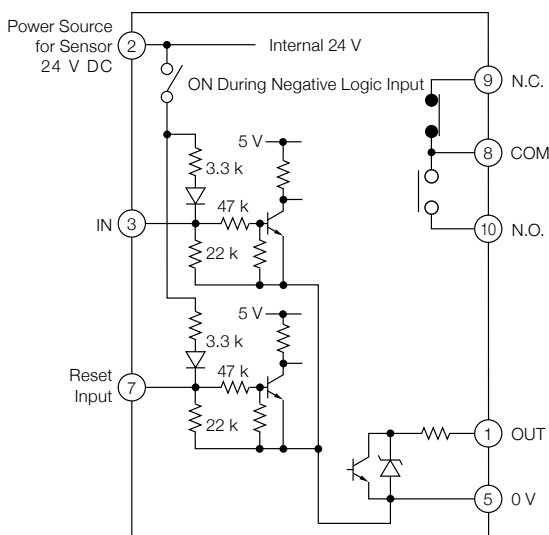 Power Source
for Sensor
24 V DC
2
Internal 24 V
ON During Negative Logic Input
9
N.C.
5 V
3.3 k
8
COM
47 k
IN
3
22 k
10
N.O.
5 V
3.3 k
47 k
Reset
Input
7
22 k
1
OUT
5
0 V